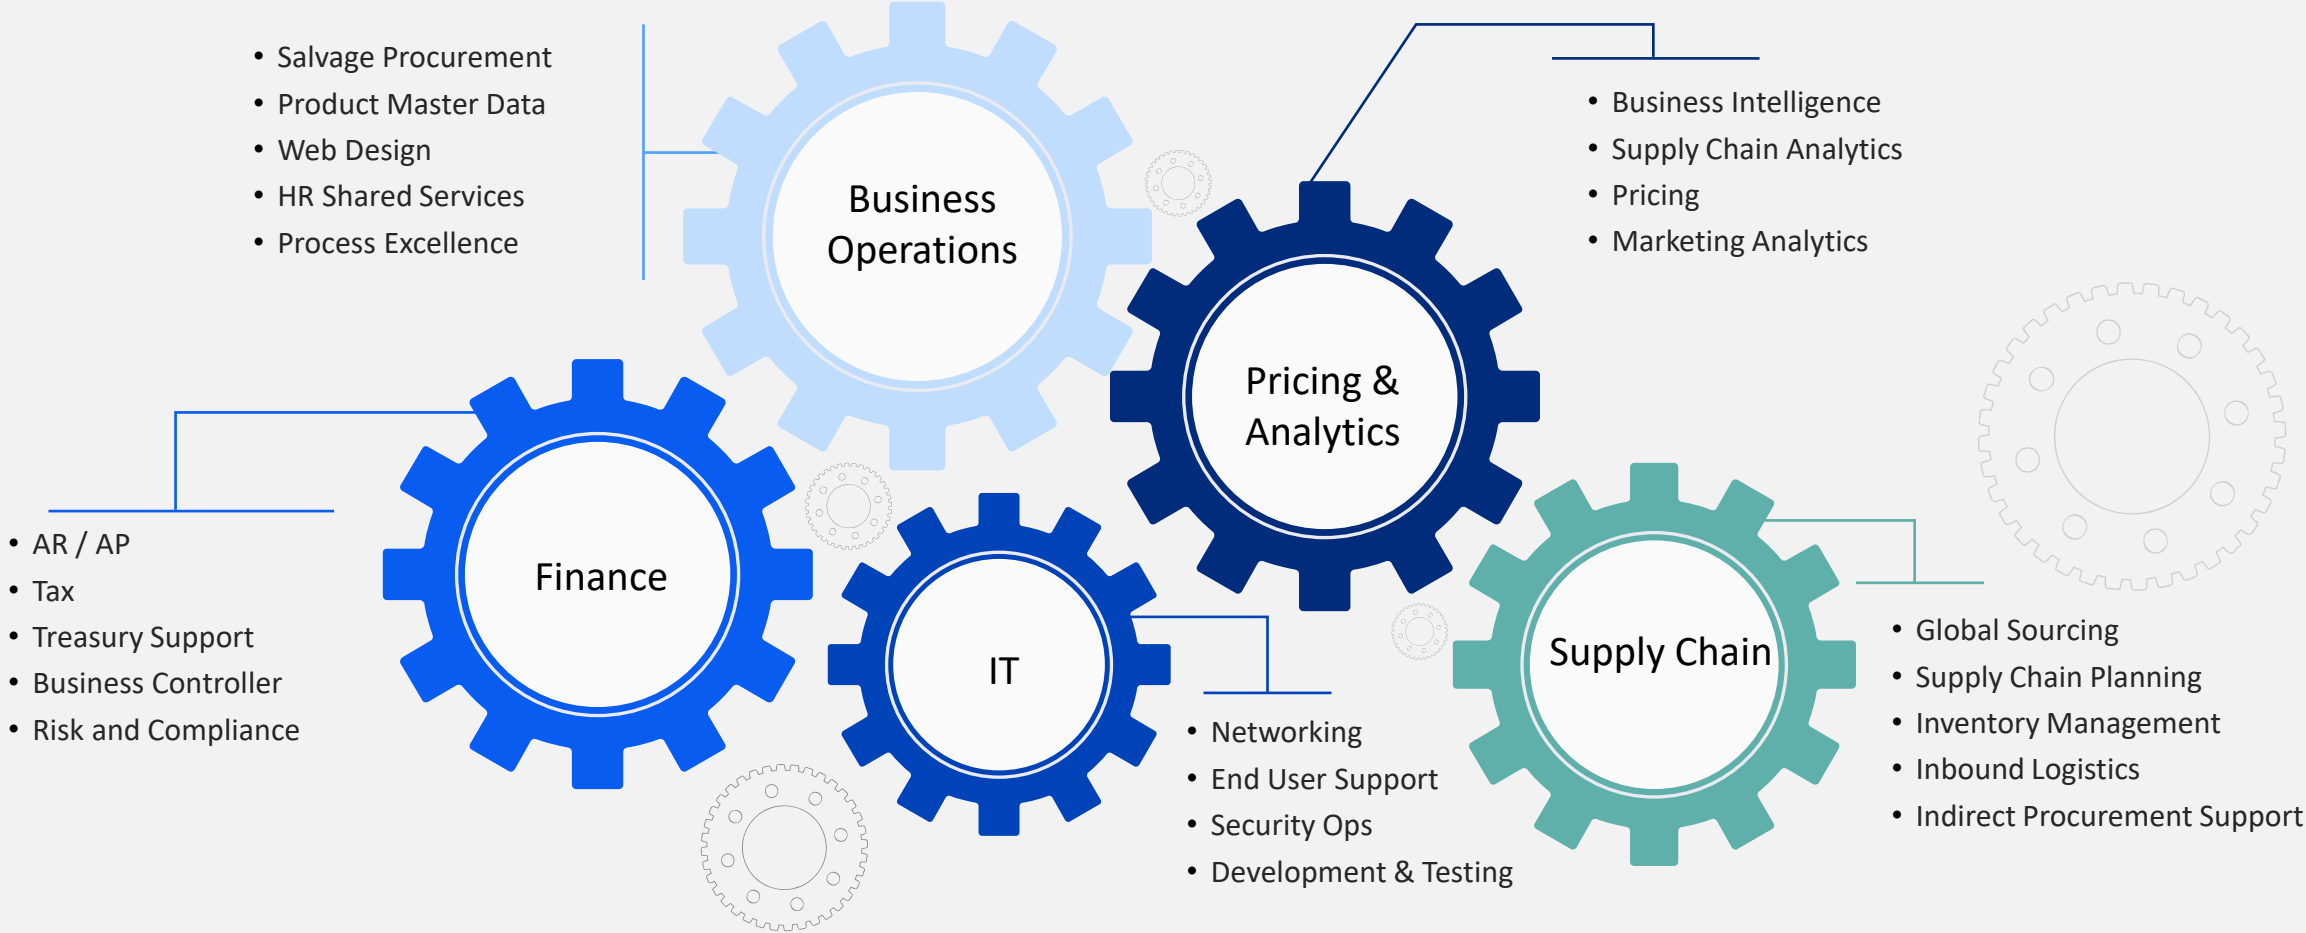 • Salvage Procurement
• Product Master Data
• Web Design
• HR Shared Services
• Process Excellence
Business
Operations
• Business Intelligence
• Supply Chain Analytics
• Pricing
• Marketing Analytics
Pricing &
Analytics
Finance
• AR / AP
• Tax
• Treasury Support
• Business Controller
• Risk and Compliance
IT
• Networking
• End User Support
• Security Ops
• Development & Testing
Supply Chain
• Global Sourcing
• Supply Chain Planning
• Inventory Management
• Inbound Logistics
• Indirect Procurement Support